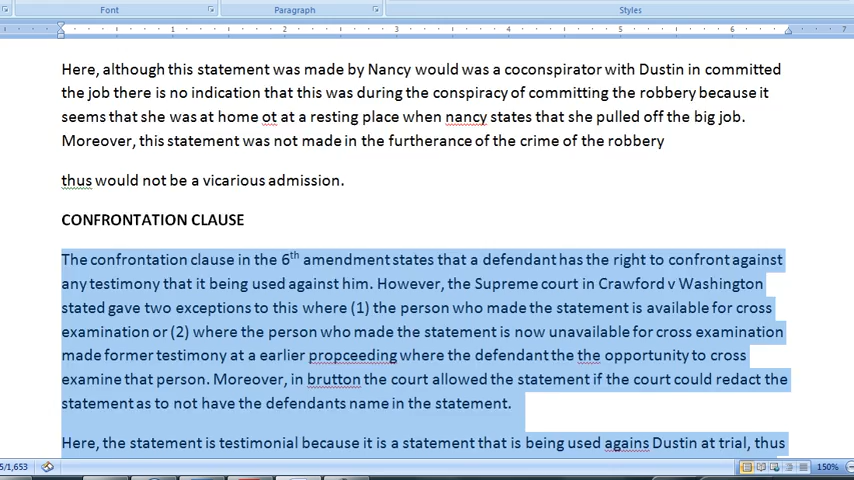 Font
Paragraph
Styles
1
2
3
4
5
6
7
Here, although this statement was made by Nancy would was a coconspirator with Dustin in committed
the job there is no indication that this was during the conspiracy of committing the robbery because it
seems that she was at home ot at a resting place when nancy states that she pulled off the big job.
Moreover, this statement was not made in the furtherance of the crime of the robbery
thus would not be a vicarious admission.
CONFRONTATION CLAUSE
The confrontation clause in the 6th amendment states that a defendant has the right to confront against
any testimony that it being used against him. However, the Supreme court in Crawford v Washington
stated gave two exceptions to this where (1) the person who made the statement is available for cross
examination or (2) where the person who made the statement is now unavailable for cross examination
made former testimony at a earlier propceeding where the defendant the the opportunity to cross
examine that person. Moreover, in brutton the court allowed the statement if the court could redact the
statement as to not have the defendants name in the statement.
Here, the statement is testimonial because it is a statement that is being used agains Dustin at trial, thus
5/1,653
150%